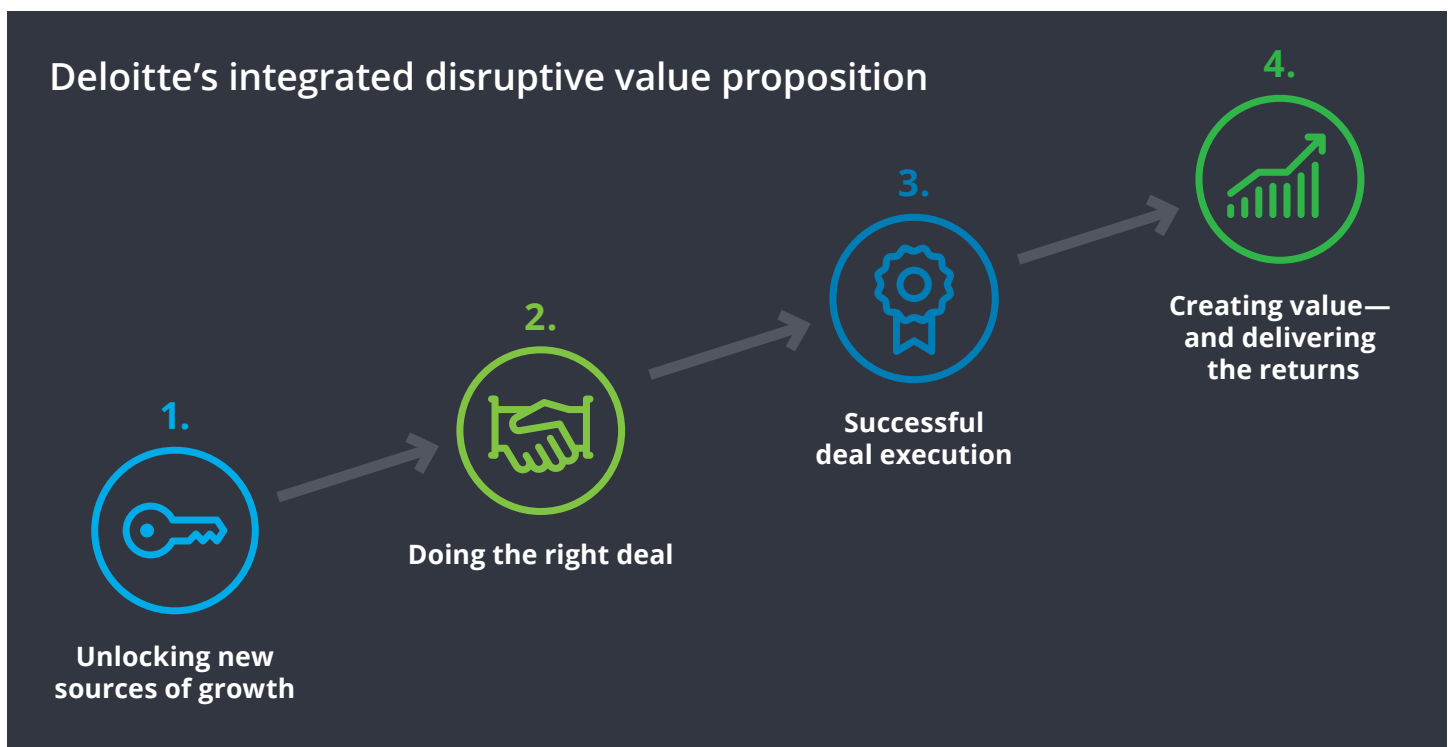 Deloitte’s integrated disruptive value proposition
1.
Unlocking new
sources of growth
2.
Doing the right deal
3.
Successful
deal execution
4.
Creating value—
and delivering
the returns